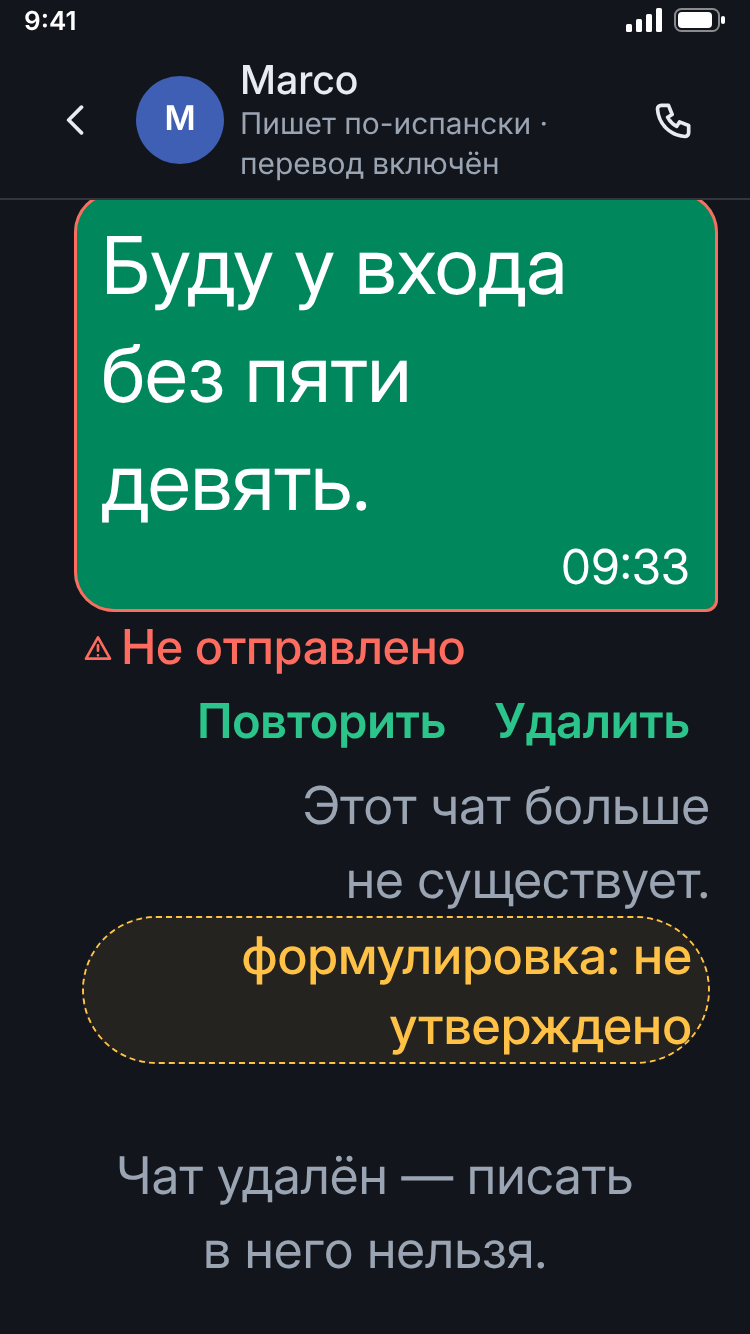 9:41
Marco
M
Пишет по-испански ·
перевод включён
Буду у входа
без пяти
девять.
09:33
Не отправлено
Повторить Удалить
Этот чат больше
не существует.
формулировка: не
утверждено
Чат удалён — писать
в него нельзя.